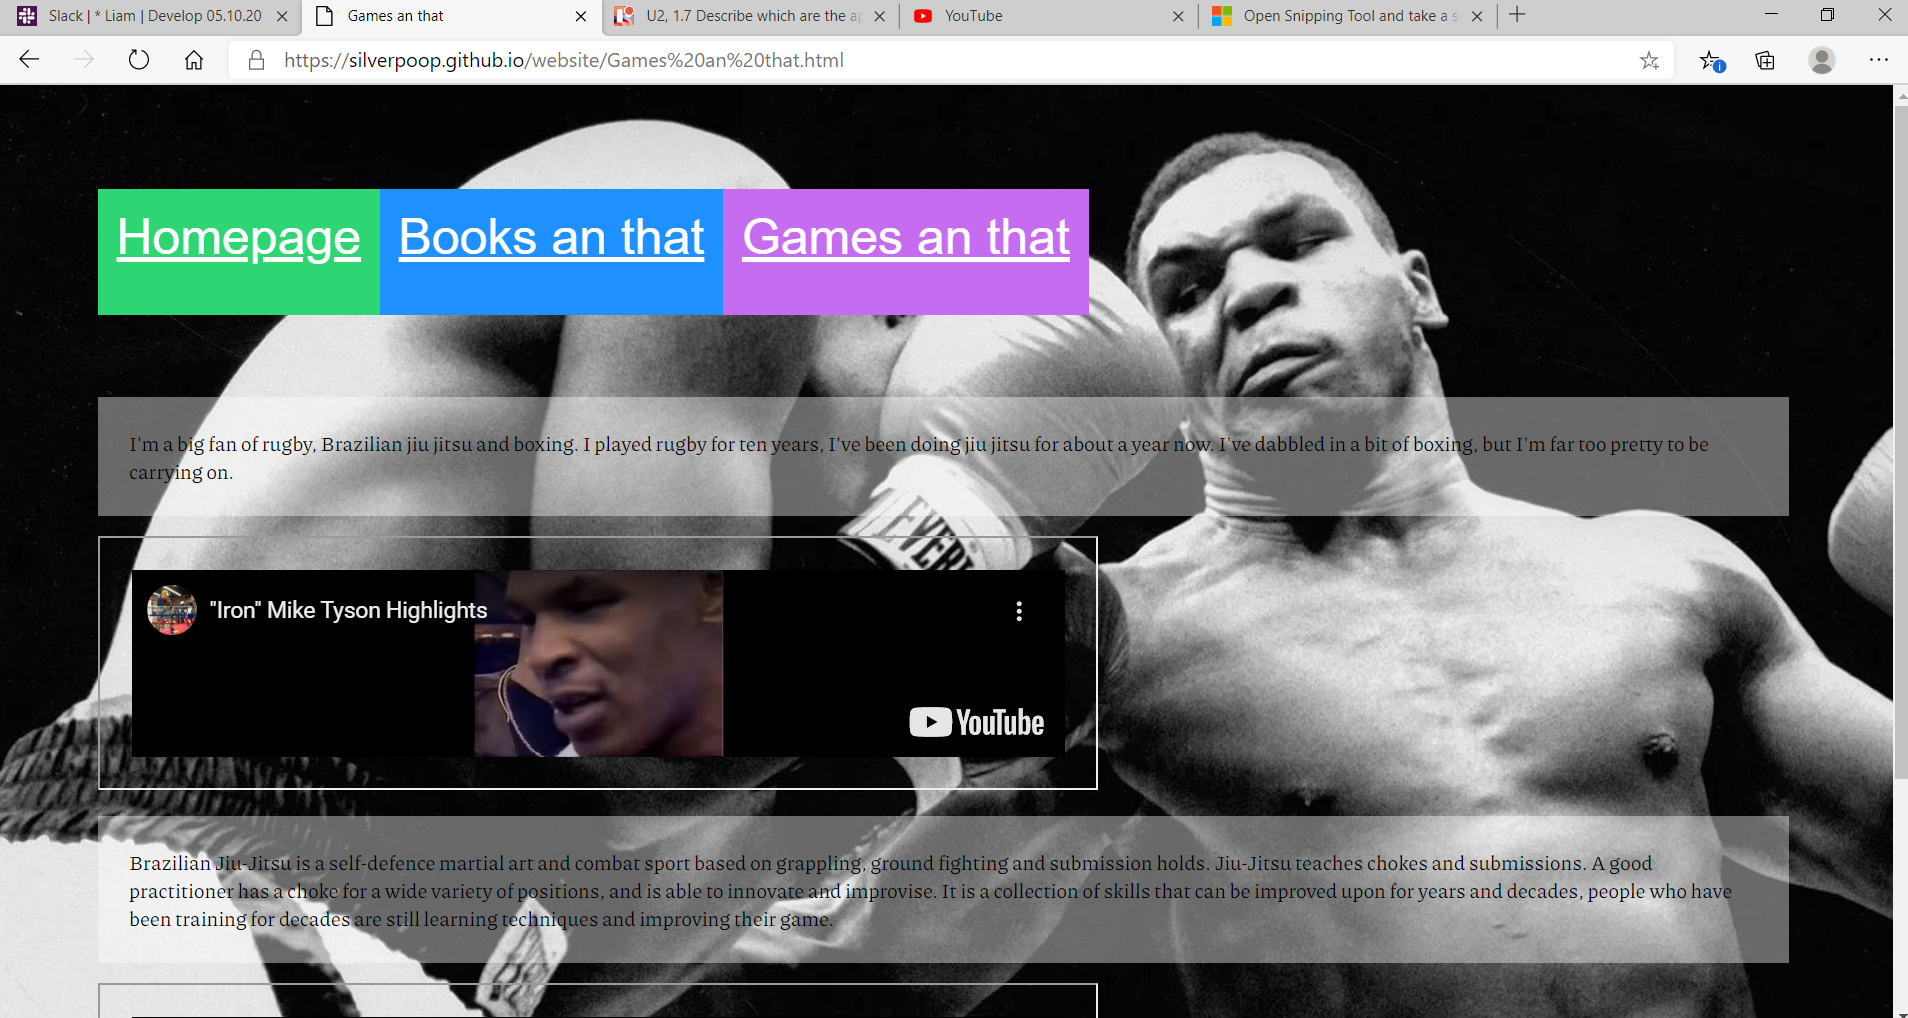 Slack | * Liam | Develop 05.10.20
Games an that
U2, 1.7 Describe which are the a
YouTube
Open Snipping Tool and take a s
https://silverpoop.github.io/website/Games%20an%20that.html
Homepage Books an that Games an that
I'm a big fan of rugby, Brazilian jiu jitsu and boxing. I played rugby for ten years, I've been doing jiu jitsu for about a year now. I've dabbled in a bit of boxing, but I'm far too pretty to be
carrying on.
EVER
"Iron" Mike Tyson Highlights
YouTube
Brazilian Jiu-Jitsu is a self-defence martial art and combat sport based on grappling, ground fighting and submission holds. Jiu-Jitsu teaches chokes and submissions. A good
practitioner has a choke for a wide variety of positions, and is able to innovate and improvise. It is a collection of skills that can be improved upon for years and decades, people who have
been training for decades are still learning techniques and improving their game.